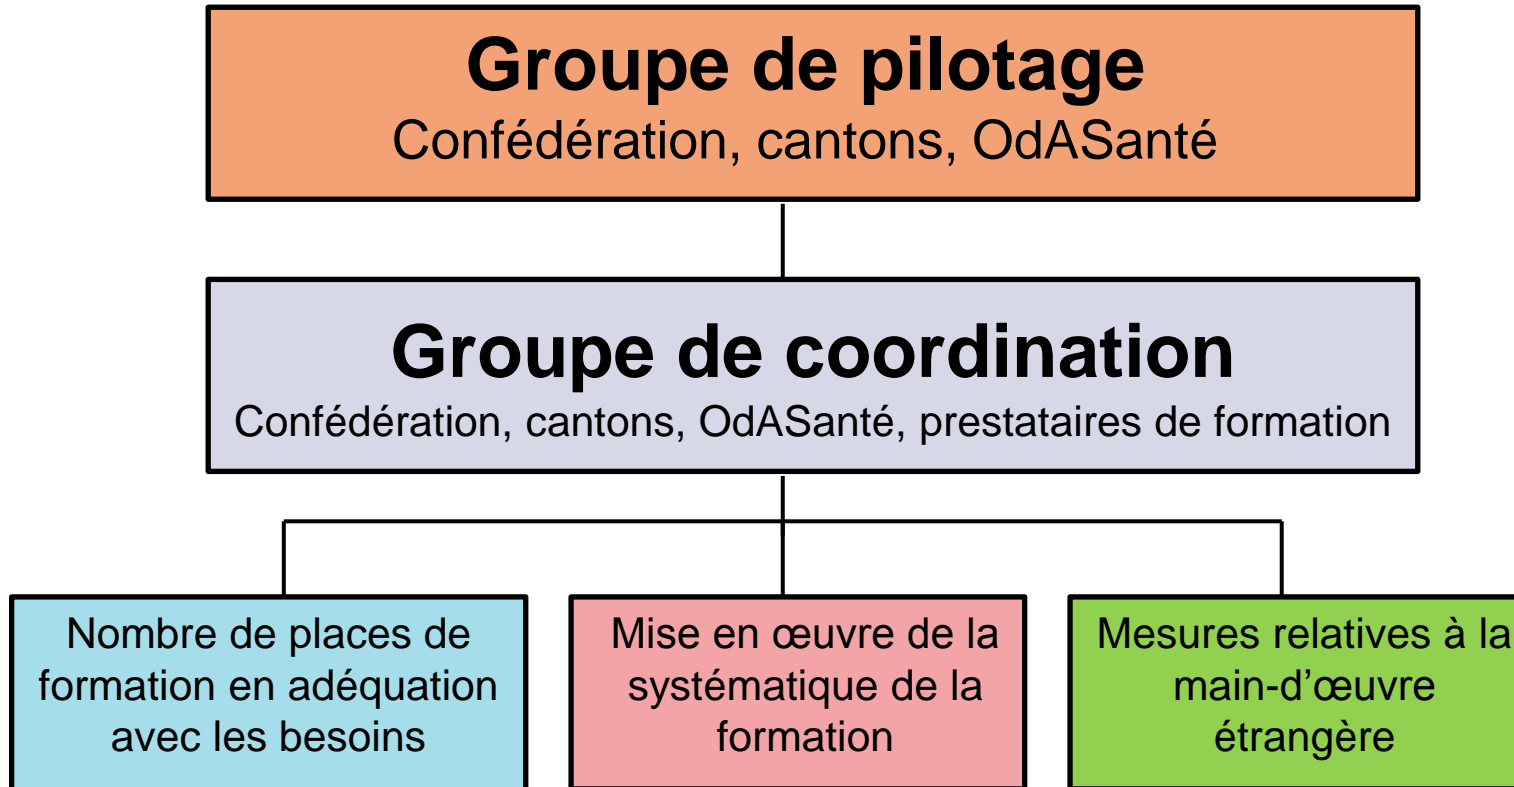 Groupe de pilotage
Confédération, cantons, OdASanté
Groupe de coordination
Confédération, cantons, OdASanté, prestataires de formation
Nombre de places de
formation en adéquation
avec les besoins
Mise en œuvre de la
systématique de la
formation
Mesures relatives à la
main-d’œuvre
étrangère